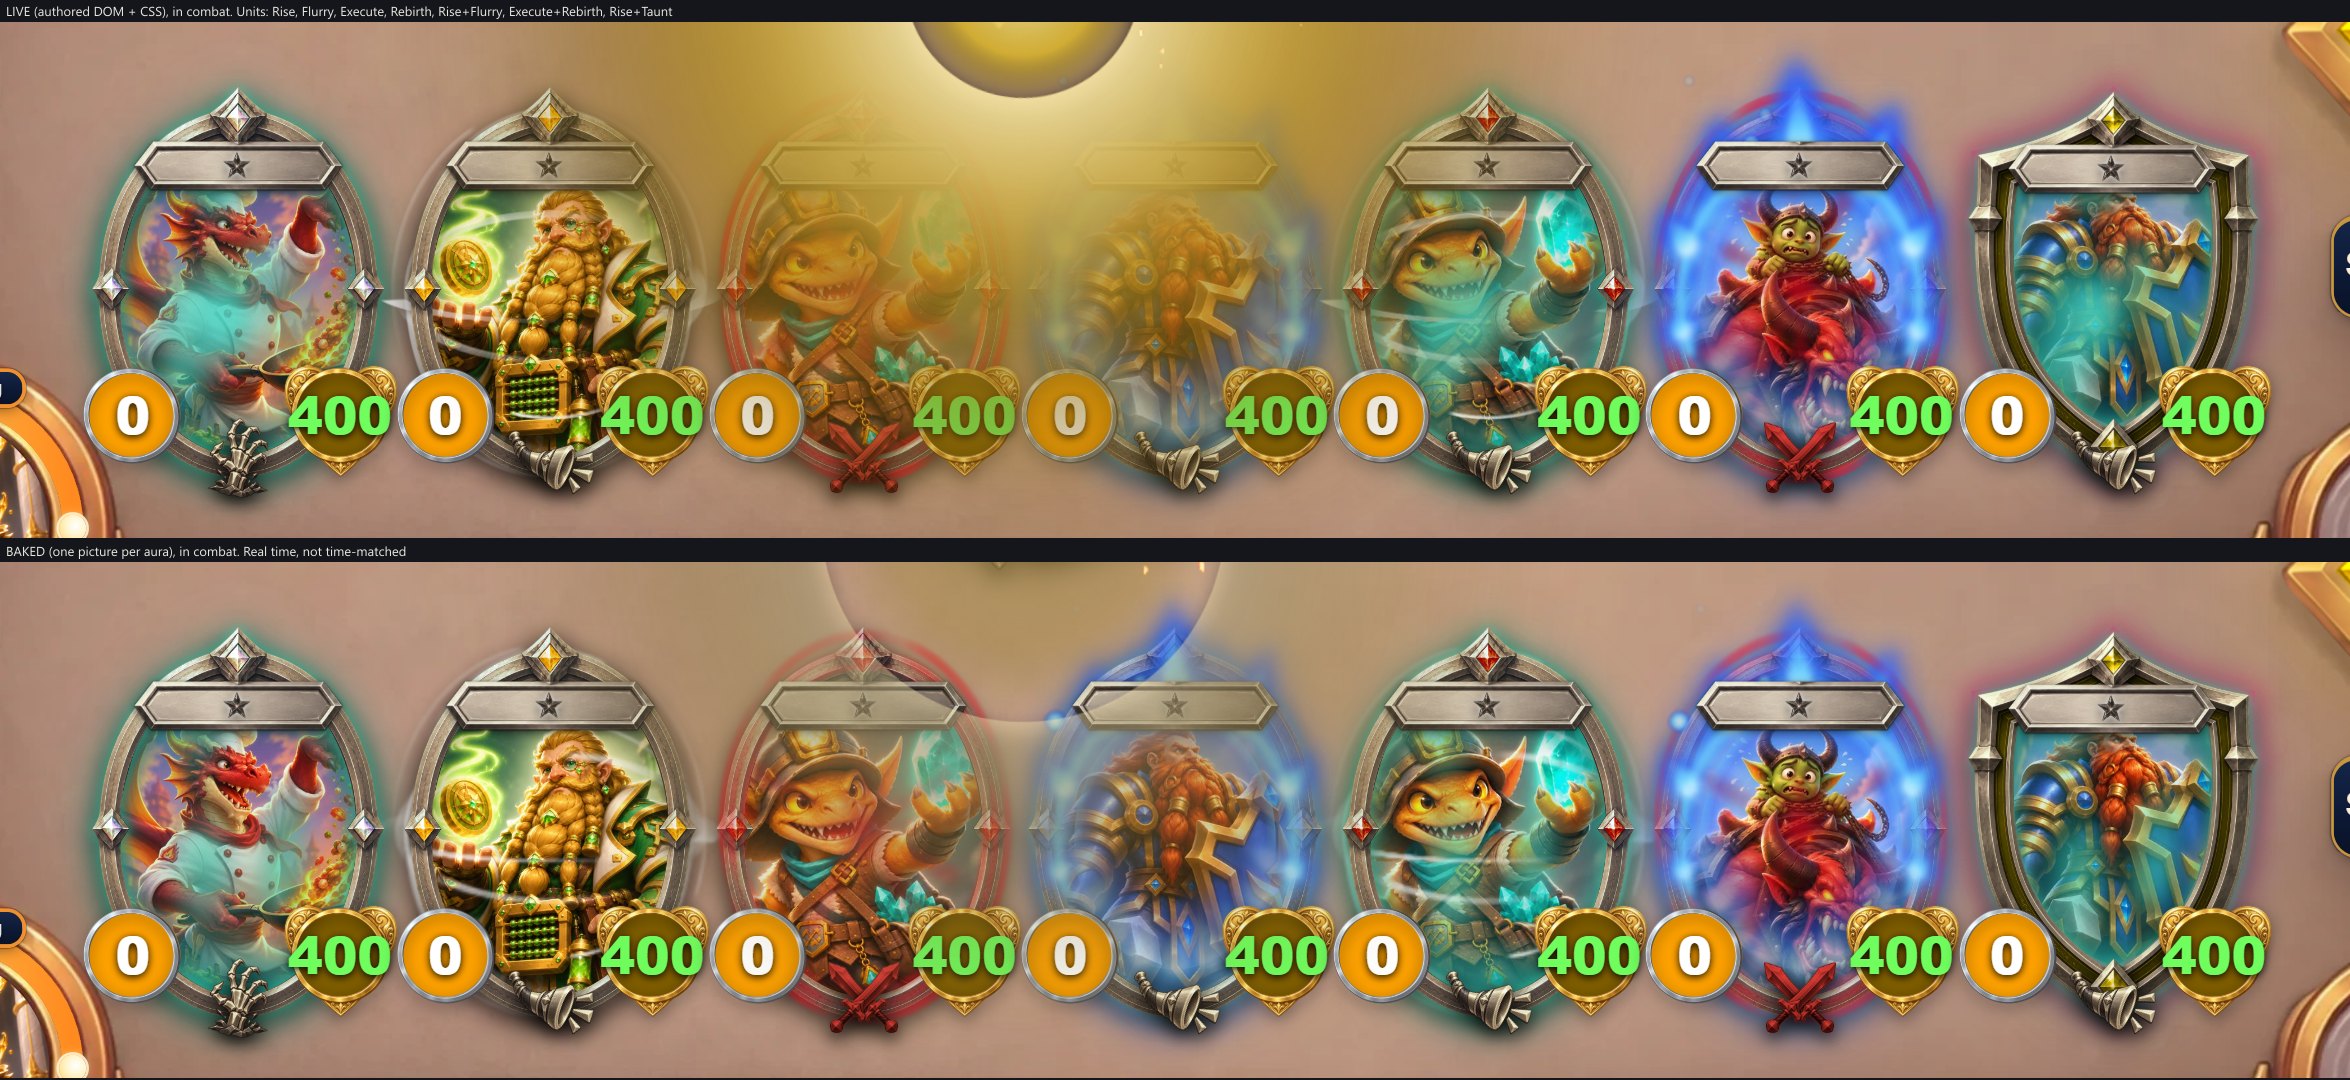 LIVE (authored DOM + CSS), in combat. Units: Rise, Flurry, Execute, Rebirth, Rise+Flurry, Execute+Rebirth, Rise+Taunt
0 400 0 400 0 400 0 400 0 400 0 400 0 400
BAKED (one picture per aura), in combat. Real time, not time-matched
0 400 0 400 0 400 0 400 0 400 0 400 0 400